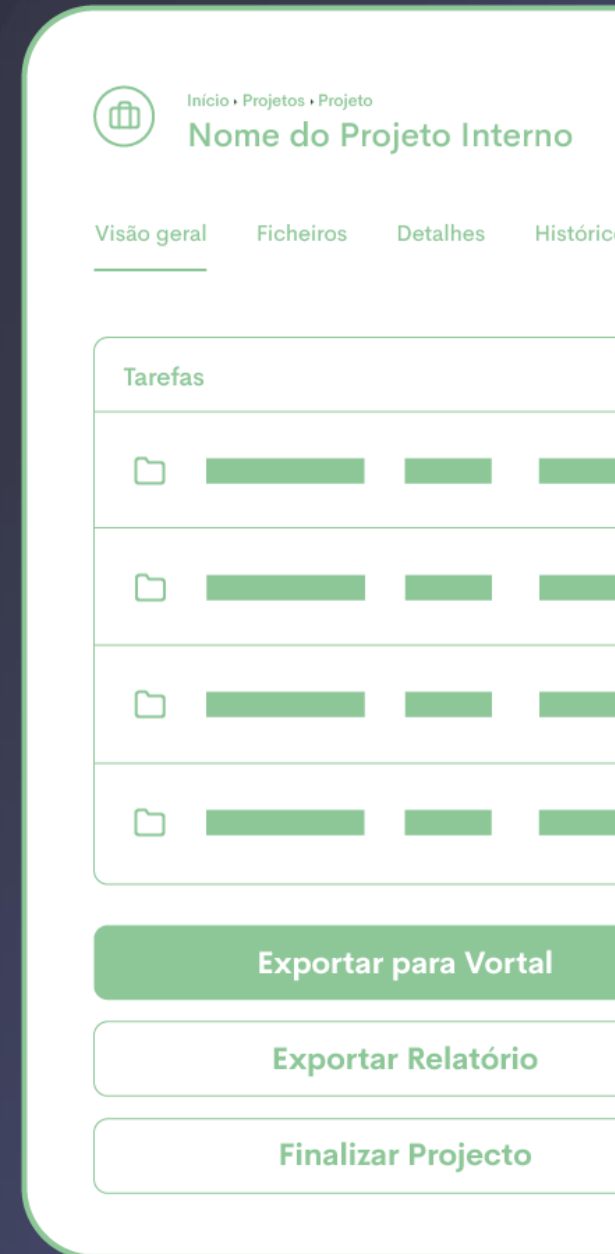 Início › Projetos › Projeto
Nome do Projeto Interno
Visão geral Ficheiros Detalhes
Tarefas
Exportar para Vortal
Exportar Relatório
Finalizar Projecto